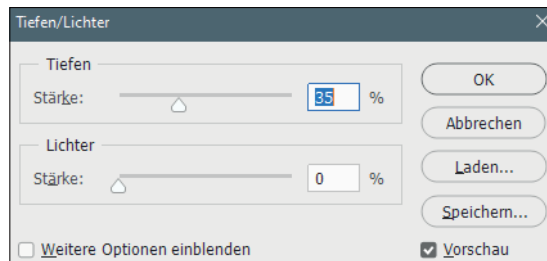 Tiefen/Lichter
Tiefen
Stärke: 35 %
Lichter
Stärke: 0 %
Weitere Optionen einblenden
OK
Abbrechen
Laden...
Speichern...
Vorschau